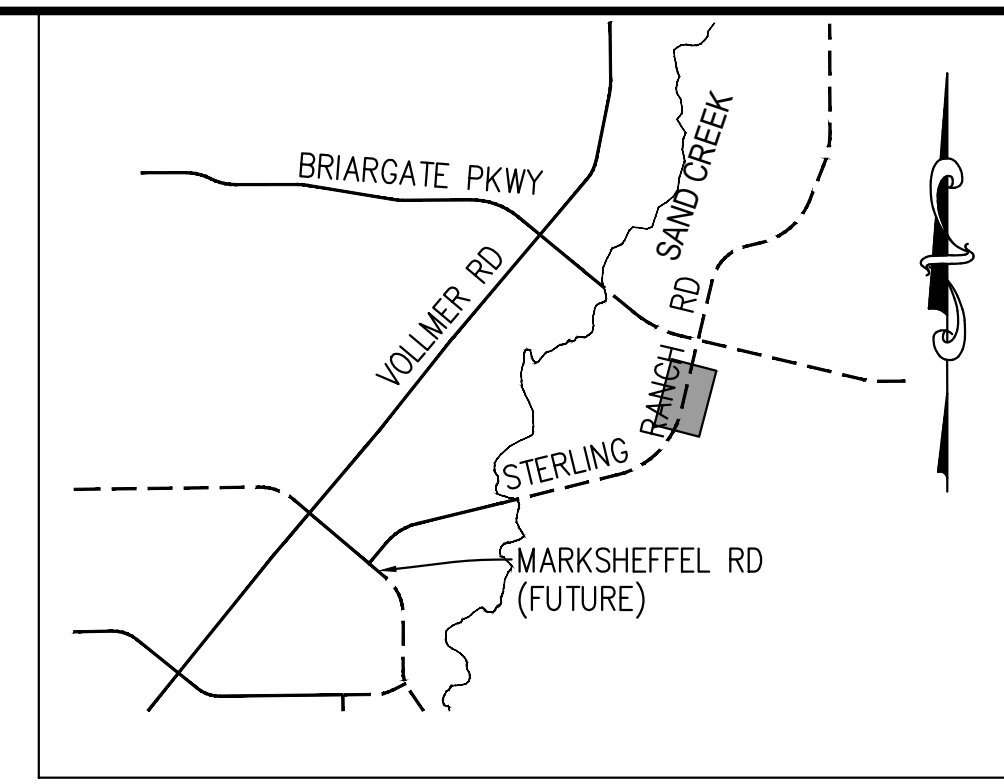 BRIARGATE PKWY
SAND CREEK
VOLLMER RD
STERLING RANCH RD
MARKSHEFFEL RD
(FUTURE)